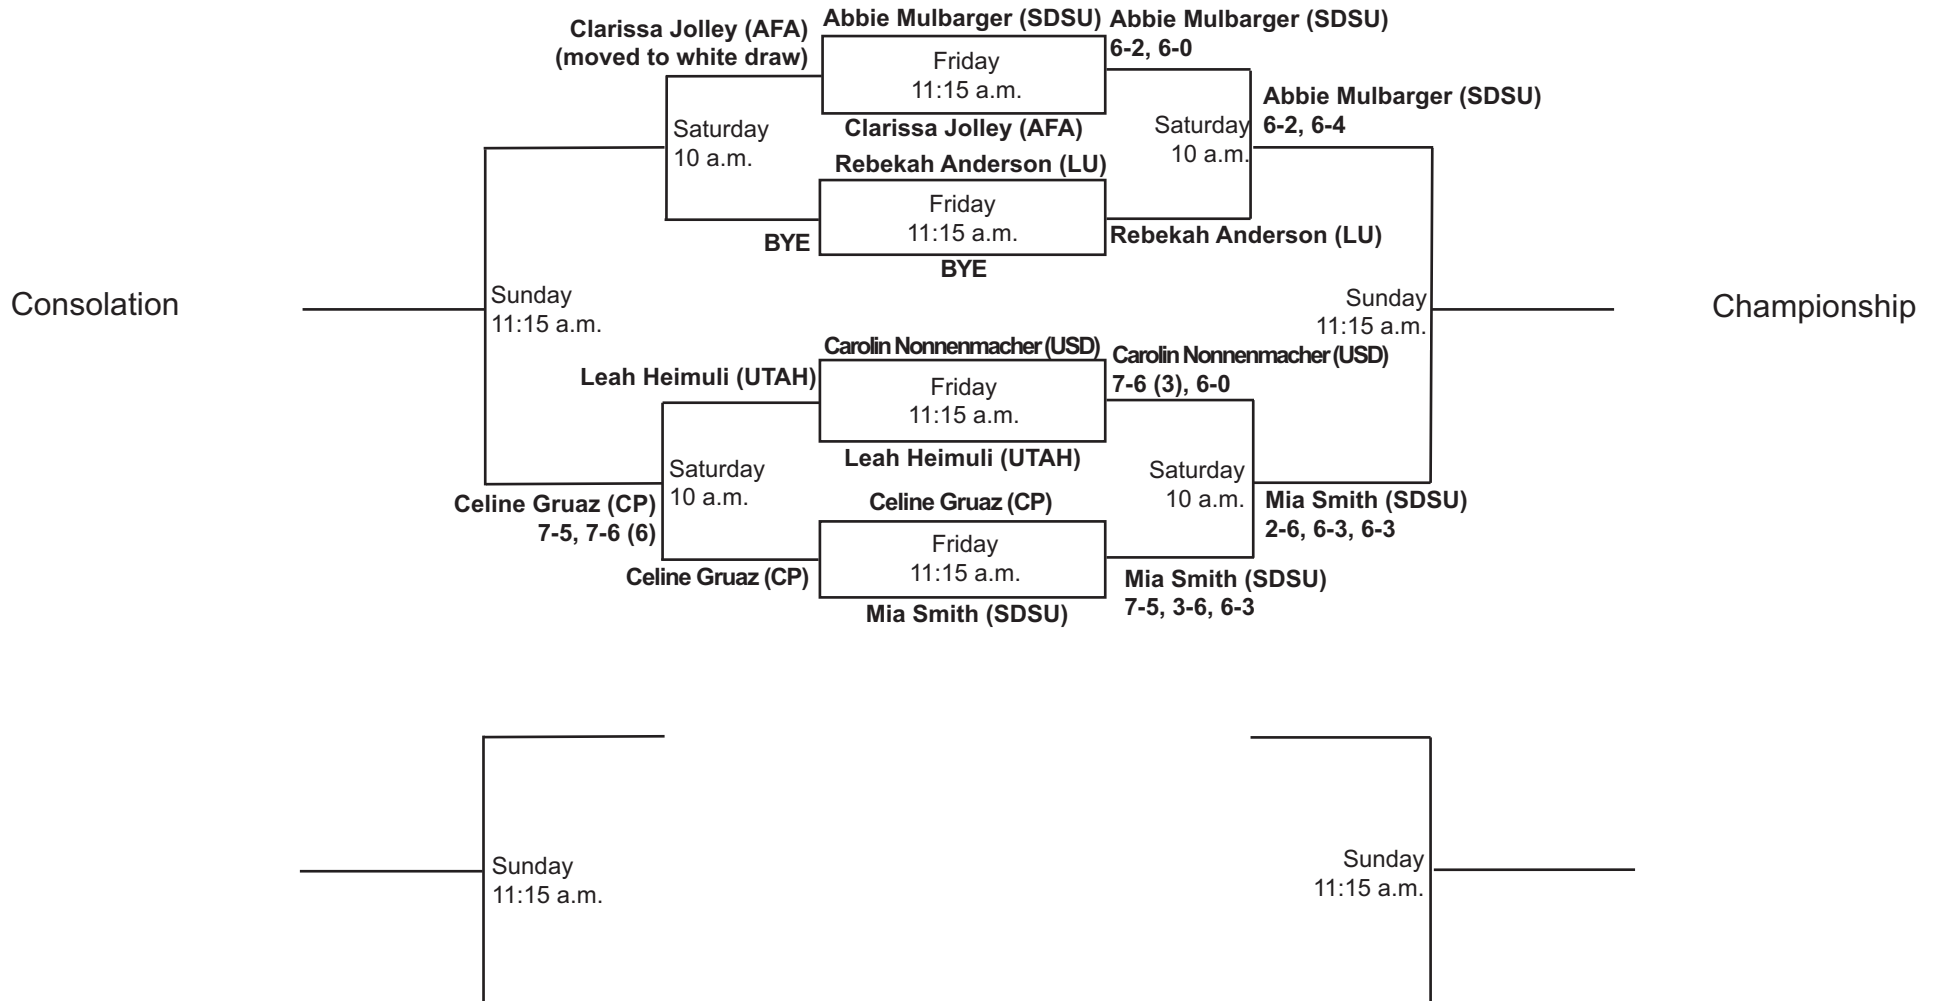 Clarissa Jolley (AFA)
(moved to white draw)
Abbie Mulbarger (SDSU)
Abbie Mulbarger (SDSU)
6-2, 6-0
Friday
11:15 a.m.
Clarissa Jolley (AFA)
Abbie Mulbarger (SDSU)
6-2, 6-4
Saturday
10 a.m.
Saturday
10 a.m.
Rebekah Anderson (LU)
Friday
11:15 a.m.
BYE
BYE
Rebekah Anderson (LU)
Consolation
Sunday
11:15 a.m.
Sunday
11:15 a.m.
Championship
Leah Heimuli (UTAH)
Carolin Nonnenmacher (USD)
Carolin Nonnenmacher (USD)
7-6 (3), 6-0
Friday
11:15 a.m.
Leah Heimuli (UTAH)
Saturday
10 a.m.
Saturday
10 a.m.
Celine Gruaz (CP)
7-5, 7-6 (6)
Celine Gruaz (CP)
Mia Smith (SDSU)
2-6, 6-3, 6-3
Friday
11:15 a.m.
Celine Gruaz (CP)
Mia Smith (SDSU)
Mia Smith (SDSU)
7-5, 3-6, 6-3
Sunday
11:15 a.m.
Sunday
11:15 a.m.